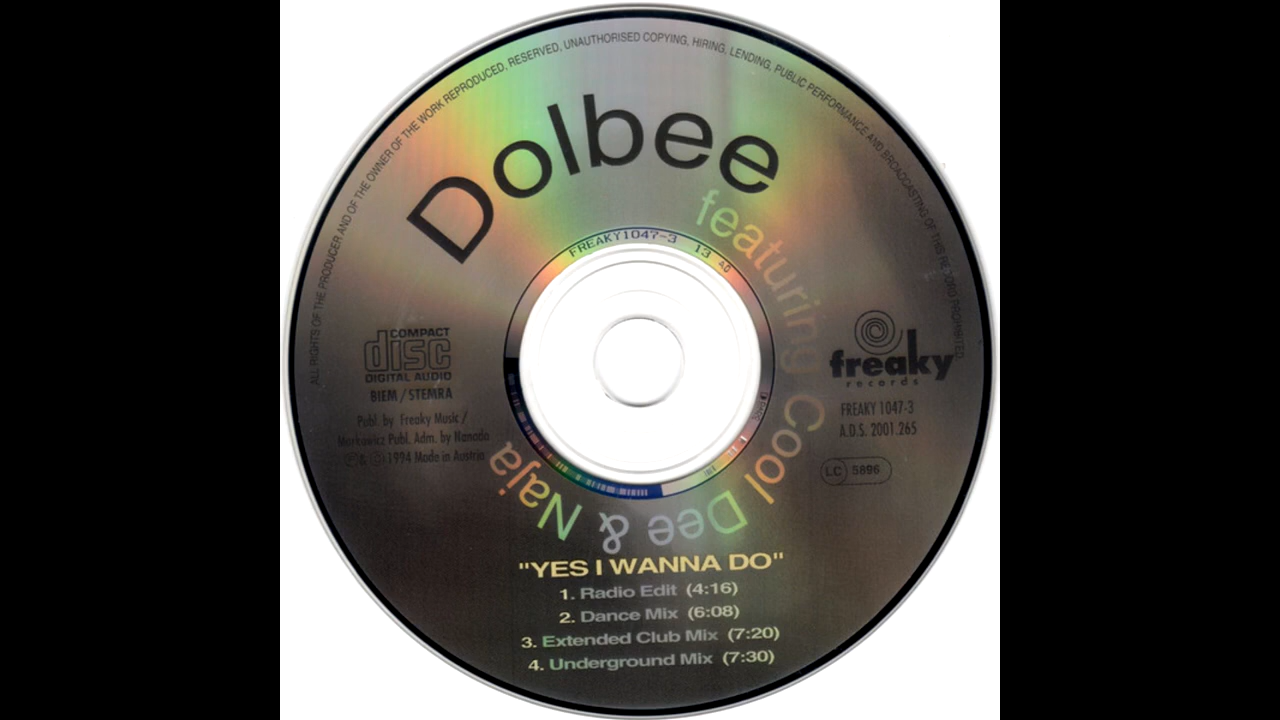 ALL RIGHTS OF THE PRODUCER AND OF THE OWNER OF THE WORK REPRODUCED, RESERVED, UNAUTHORISED COPYING, HIRING, LENDING, PUBLIC PERFORMANCE AND BROADCASTING OF THIS RECORD PROHIBITED.
Dolbee
featuring Cool Dee & Naja
FREAKY1047-3 13 A0
COMPACT
disc
DIGITAL AUDIO
BIEM/STEMRA
Publ. by Freaky Music /
Markowicz Publ. Adm. by Nanada
Ⓟ & © 1994 Made in Austria
freaky
records
FREAKY 1047-3
A.D.S. 2001.265
LC 5896
"YES I WANNA DO"
1. Radio Edit (4:16)
2. Dance Mix (6:08)
3. Extended Club Mix (7:20)
4. Underground Mix (7:30)